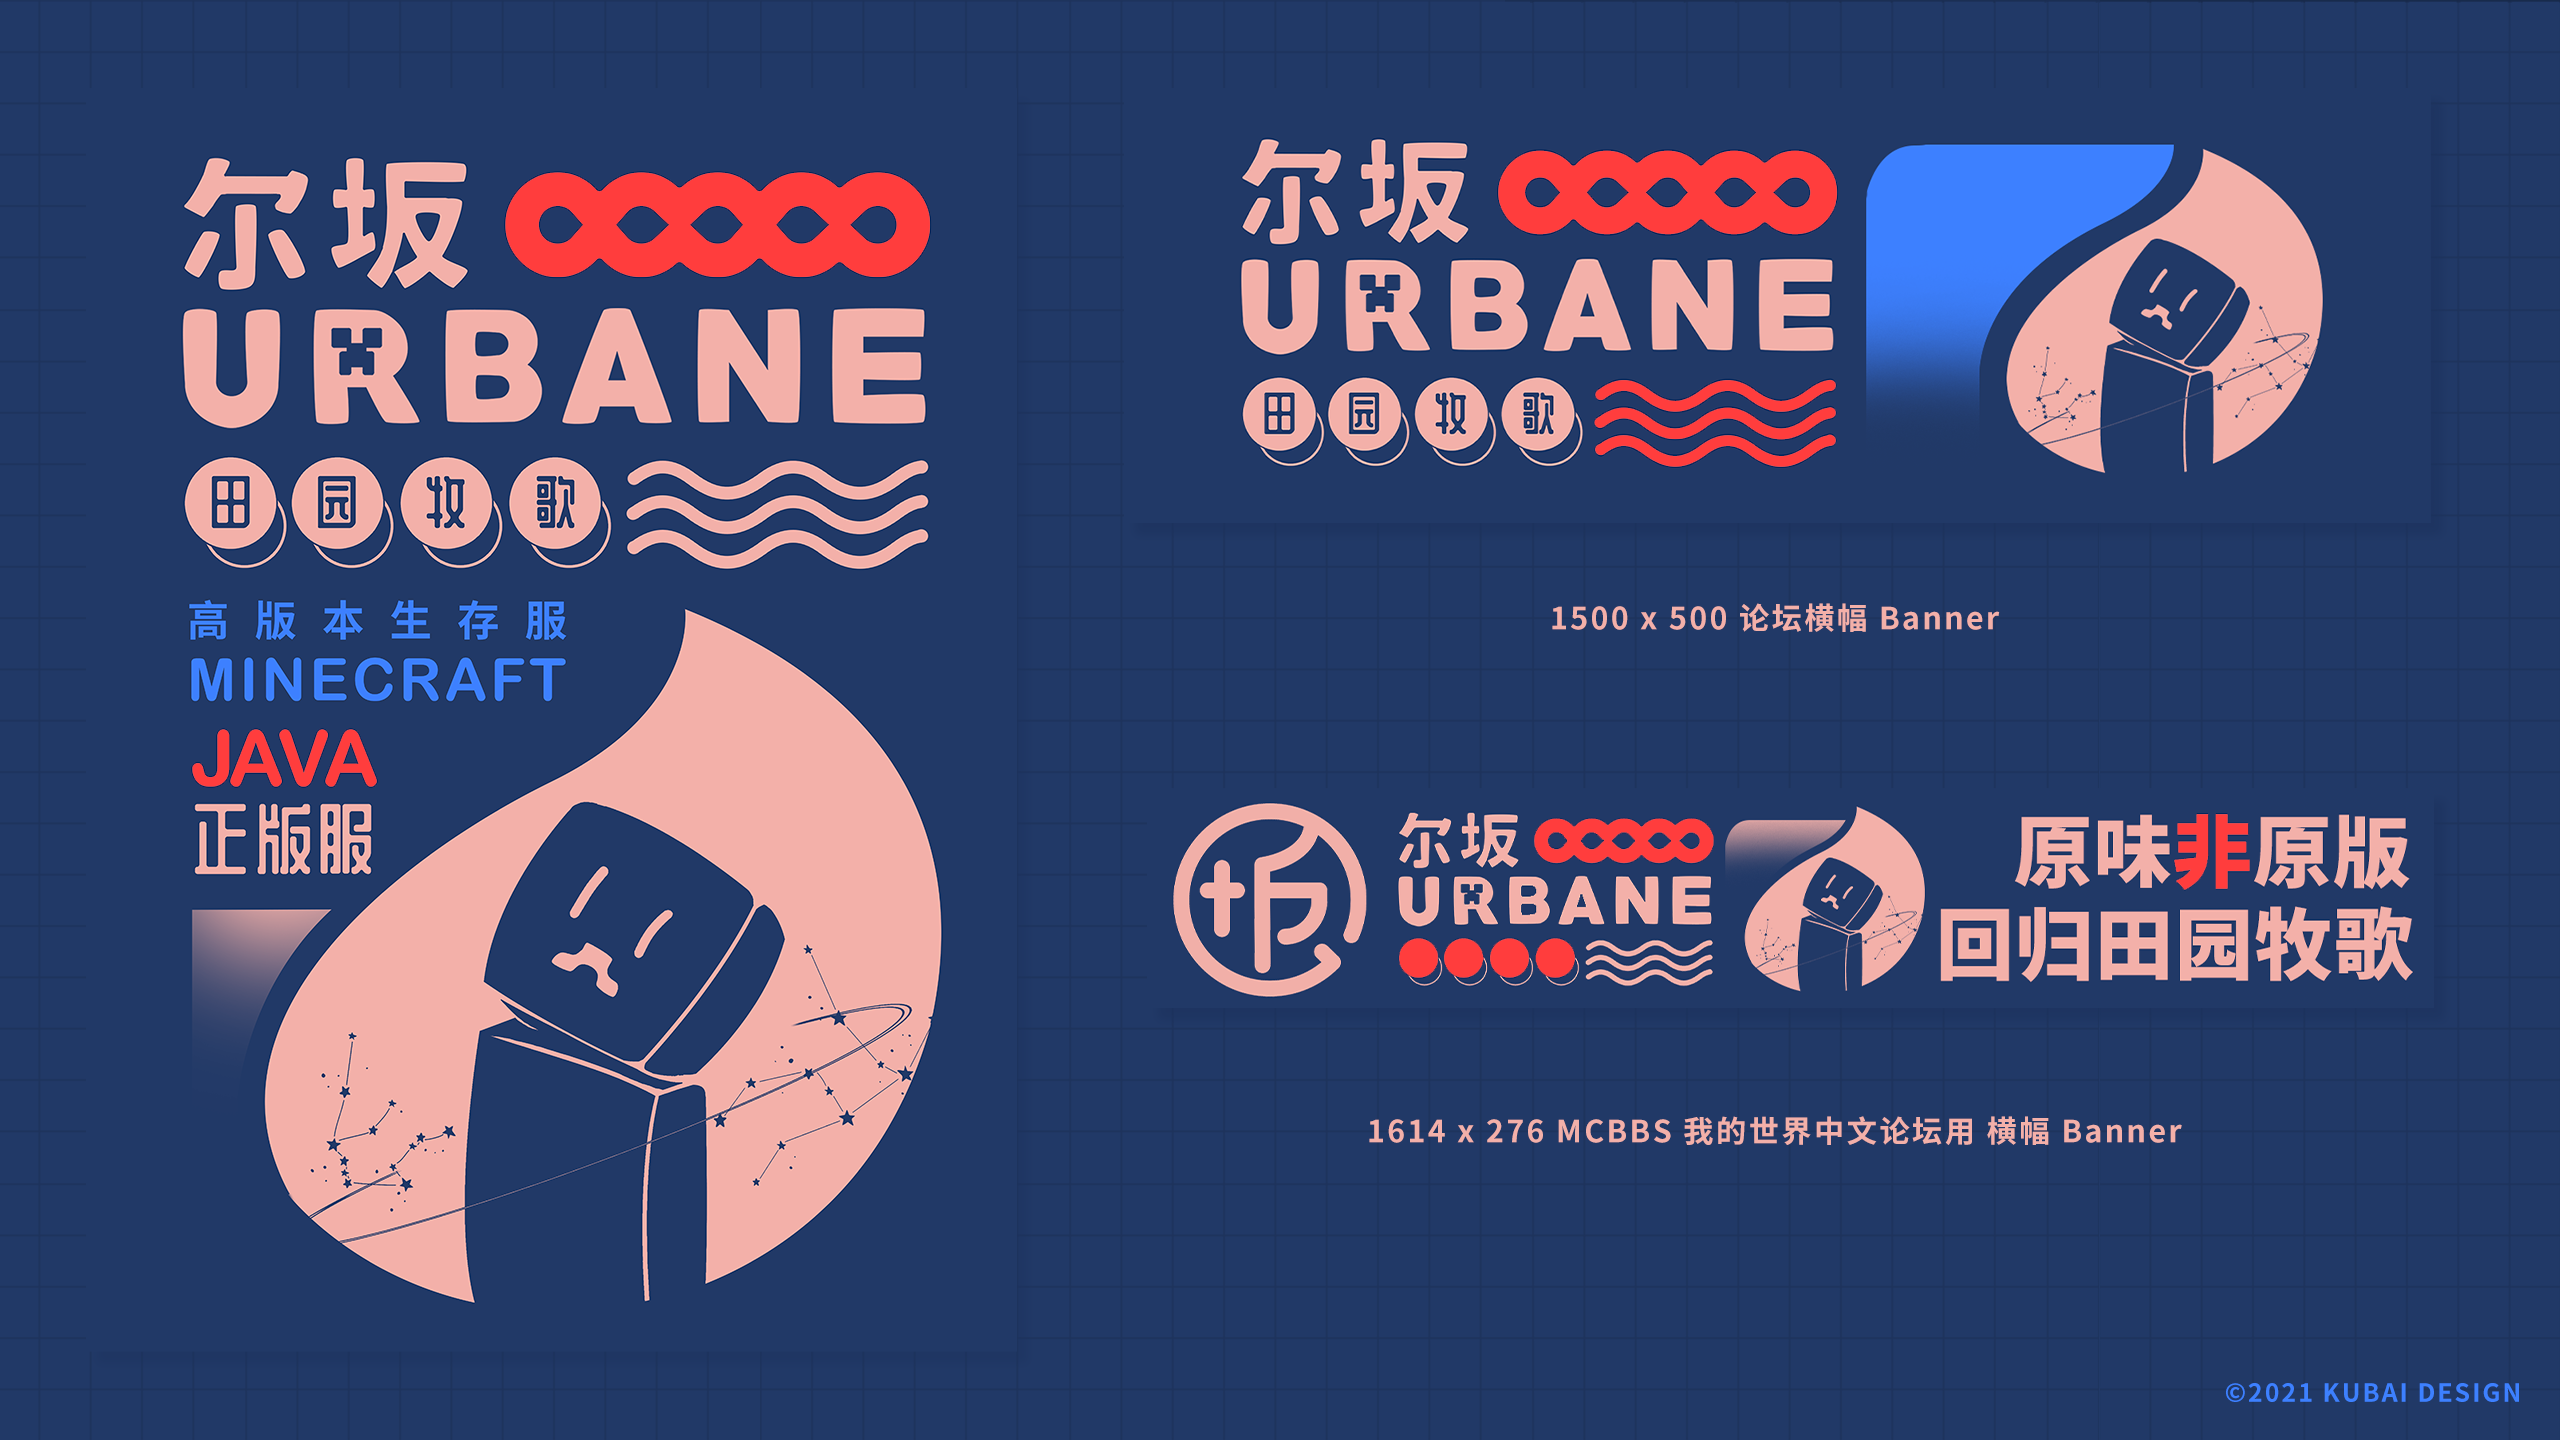 尔坂
URBANE
田园牧歌
高版本生存服
MINECRAFT
JAVA
正版服
尔坂
URBANE
田园牧歌
1500 x 500 论坛横幅 Banner
坂
尔坂
URBANE
原味非原版
回归田园牧歌
1614 x 276 MCBBS 我的世界中文论坛用 横幅 Banner
©2021 KUBAI DESIGN